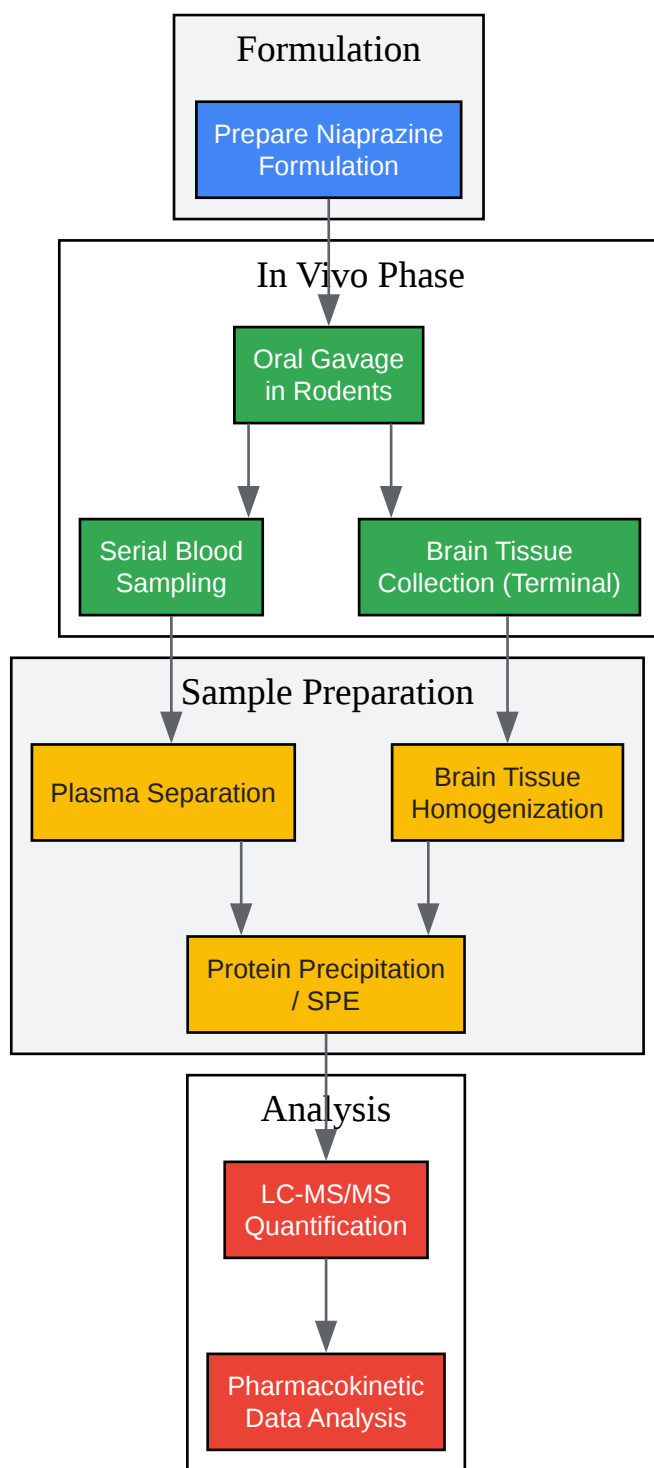 Formulation
Prepare Niaprazine
Formulation
In Vivo Phase
Oral Gavage
in Rodents
Serial Blood
Sampling
Brain Tissue
Collection (Terminal)
Sample Preparation
Plasma Separation
Brain Tissue
Homogenization
Protein Precipitation
/ SPE
Analysis
LC-MS/MS
Quantification
Pharmacokinetic
Data Analysis